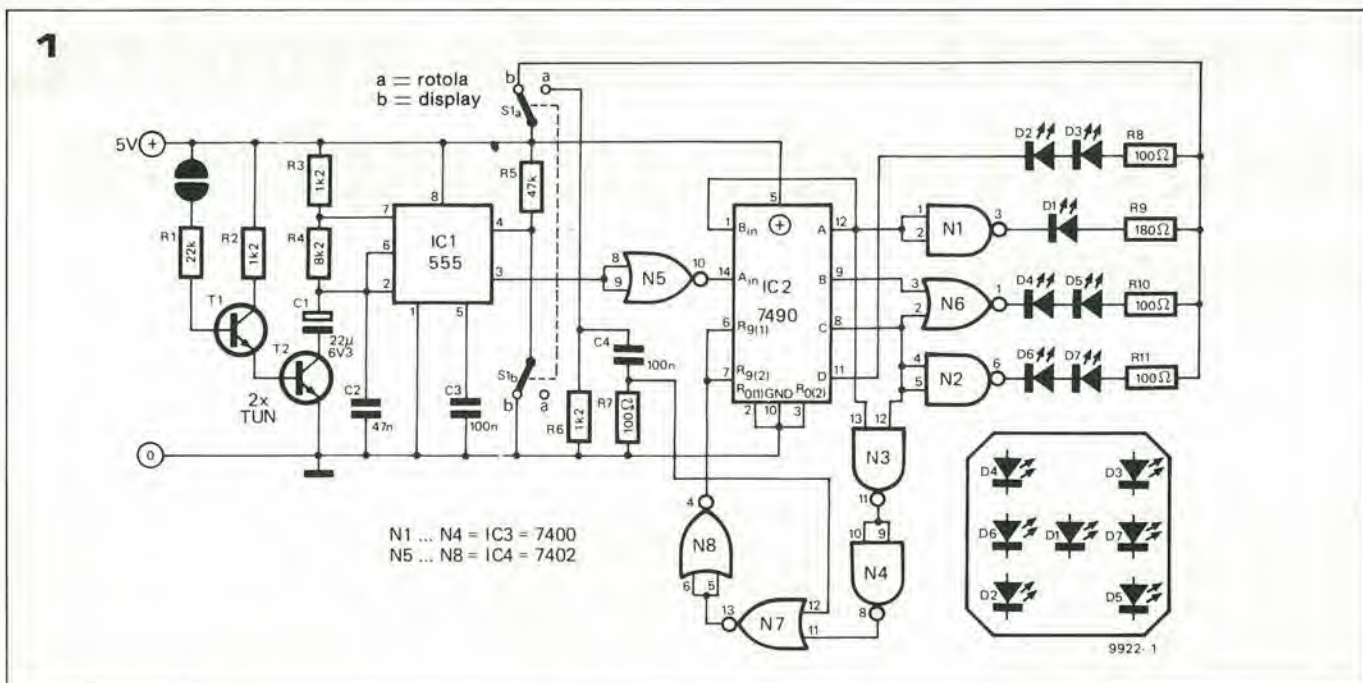 1
a = rotola
b = display
b a
S1a
5V +
R1
22k
R2
1k2
R3
1k2
R4
8k2
C1
22µ
6V3
T1
T2
2x
TUN
C2
47n
C3
100n
7
6
2
8
4
3
1
5
IC1
555
R5
47k
S1b
b a
R6
1k2
C4
100n
R7
100Ω
8
9
N5
10
14
1
5
+
Bin
Ain
IC2
7490
R9(1)
R9(2)
R0(1) GND R0(2)
6
7
2 10 3
A 12
B 9
C 8
D 11
1
2
N1
3
3
2
N6
1
4
5
N2
6
13 12
N3
11
10 9
N4
8
12
11
N7
13
6 5
N8
4
D2 D3
R8
100Ω
D1
R9
180Ω
D4 D5
R10
100Ω
D6 D7
R11
100Ω
0
N1 ... N4 = IC3 = 7400
N5 ... N8 = IC4 = 7402
D4 D3
D6 D1 D7
D2 D5
9922-1